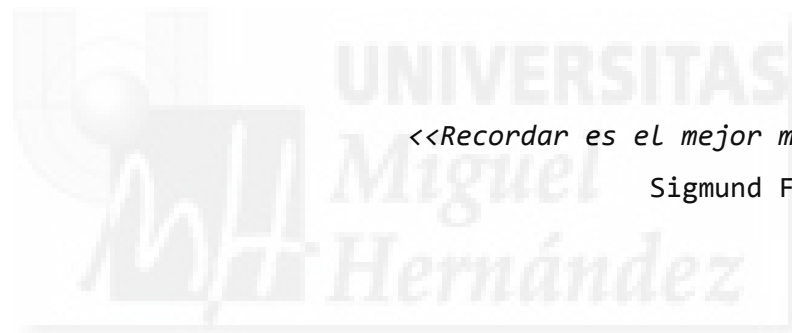 UNIVERSITAS
<<Recordar es el mejor m
Miguel
Sigmund F
Hernández